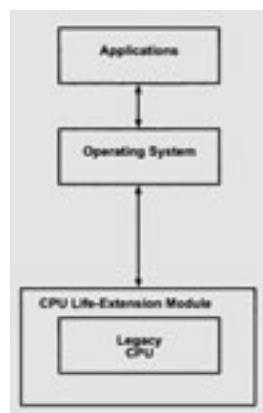 Applications
Operating System
CPU Life-Extension Module
Legacy
CPU